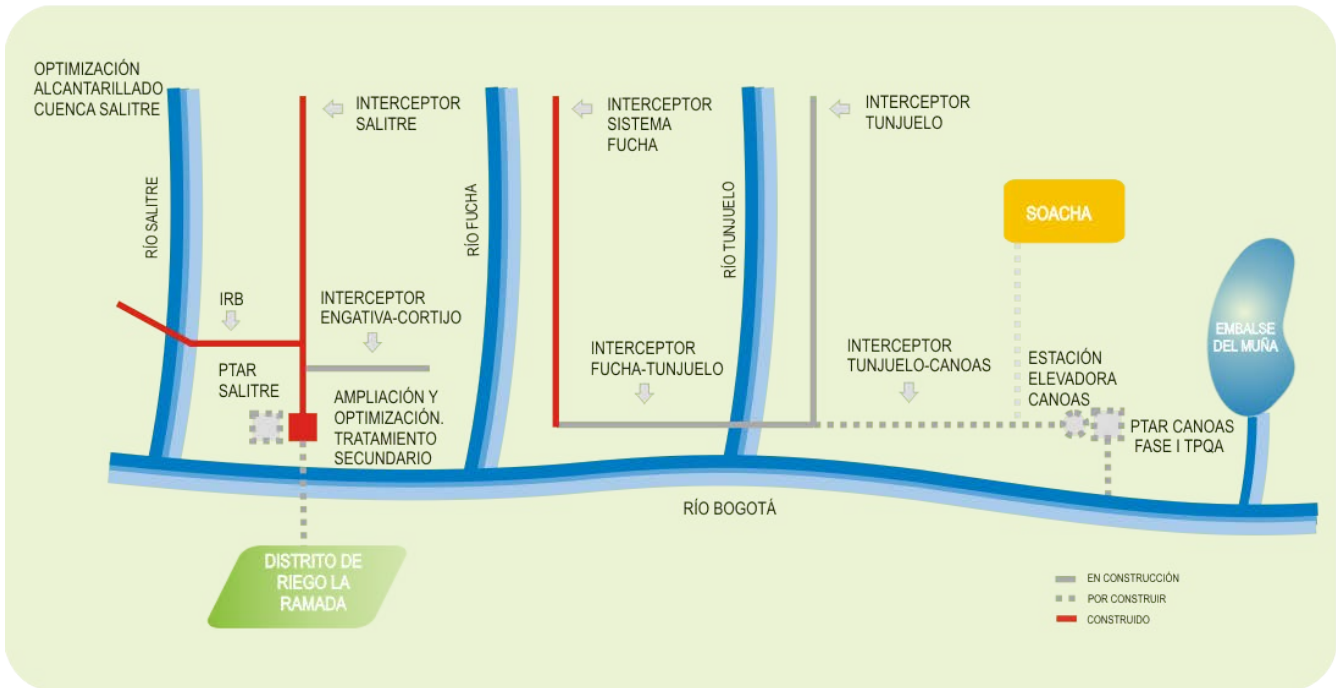 OPTIMIZACIÓN
ALCANTARILLADO
CUENCA SALITRE
INTERCEPTOR
SALITRE
INTERCEPTOR
SISTEMA
FUCHA
INTERCEPTOR
TUNJUELO
RÍO SALITRE
RÍO FUCHA
RÍO TUNJUELO
SOACHA
IRB
INTERCEPTOR
ENGATIVA-CORTIJO
EMBALSE
DEL MUÑA
PTAR
SALITRE
AMPLIACIÓN Y
OPTIMIZACIÓN.
TRATAMIENTO
SECUNDARIO
INTERCEPTOR
FUCHA-TUNJUELO
INTERCEPTOR
TUNJUELO-CANOAS
ESTACIÓN
ELEVADORA
CANOAS
PTAR CANOAS
FASE I TPQA
RÍO BOGOTÁ
DISTRITO DE
RIEGO LA
RAMADA
EN CONSTRUCCIÓN
POR CONSTRUIR
CONSTRUIDO